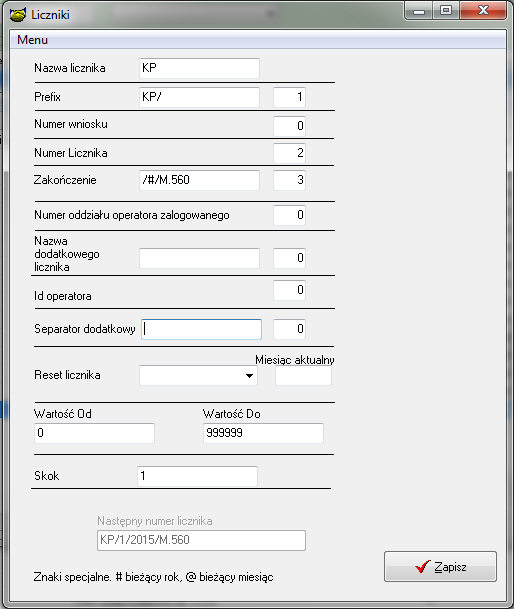 Liczniki
Menu
Nazwa licznika KP
Prefix KP/ 1
Numer wniosku 0
Numer Licznika 2
Zakończenie /#/M.560 3
Numer oddziału operatora zalogowanego 0
Nazwa
dodatkowego 0
licznika
Id operatora 0
Separator dodatkowy 0
Miesiąc aktualny
Reset licznika
Wartość Od Wartość Do
0 999999
Skok 1
Następny numer licznika
KP/1/2015/M.560
Zapisz
Znaki specjalne. # bieżący rok, @ bieżący miesiąc